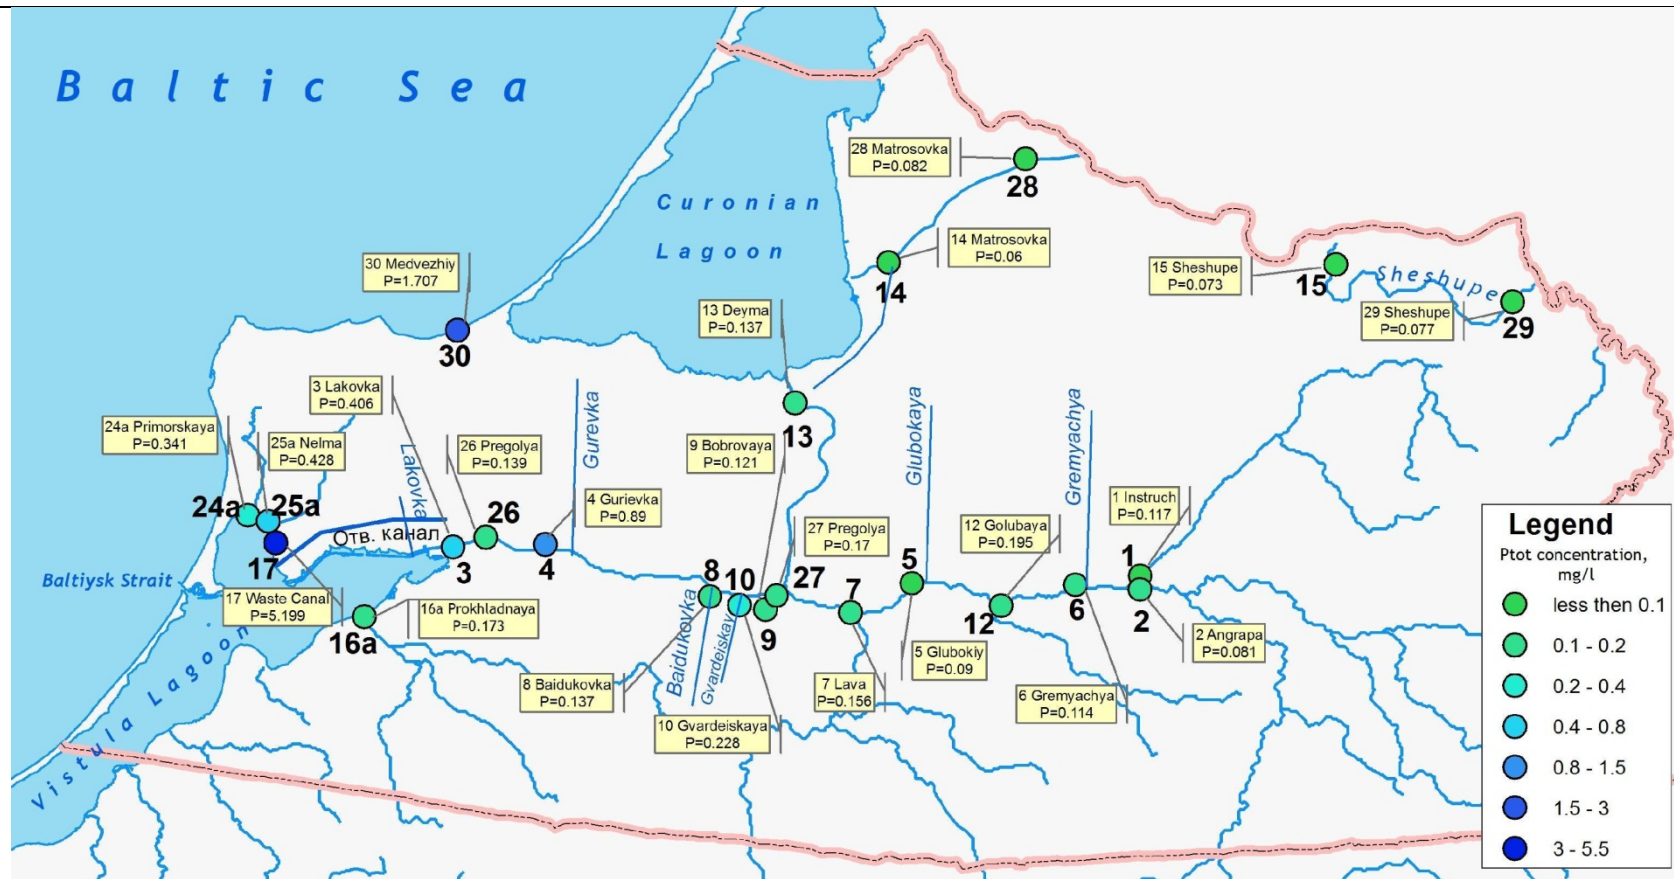 Baltic Sea
Curonian
Lagoon
28 Matrosovka
P=0.082
28
14 Matrosovka
P=0.06
14
15 Sheshupe
P=0.073
15
Sheshupe
29 Sheshupe
P=0.077
29
30 Medvezhiy
P=1.707
30
13 Deyma
P=0.137
13
3 Lakovka
P=0.406
24a Primorskaya
P=0.341
25a Nelma
P=0.428
24a
25a
17
Lakovka
Отв. канал
3
26 Pregolya
P=0.139
26
Gurevka
4 Gurievka
P=0.89
4
9 Bobrovaya
P=0.121
27 Pregolya
P=0.17
Glubokaya
Gremyachya
12 Golubaya
P=0.195
1 Instruch
P=0.117
Baltiysk Strait
17 Waste Canal
P=5.199
16a Prokhladnaya
P=0.173
16a
Vistula Lagoon
8
10
9
27
7
5
12
6
1
2
Baidukovka
Gvardeiskaya
8 Baidukovka
P=0.137
10 Gvardeiskaya
P=0.228
7 Lava
P=0.156
5 Glubokiy
P=0.09
6 Gremyachya
P=0.114
2 Angrapa
P=0.081
Legend
Ptot concentration,
mg/l
less then 0.1
0.1 - 0.2
0.2 - 0.4
0.4 - 0.8
0.8 - 1.5
1.5 - 3
3 - 5.5